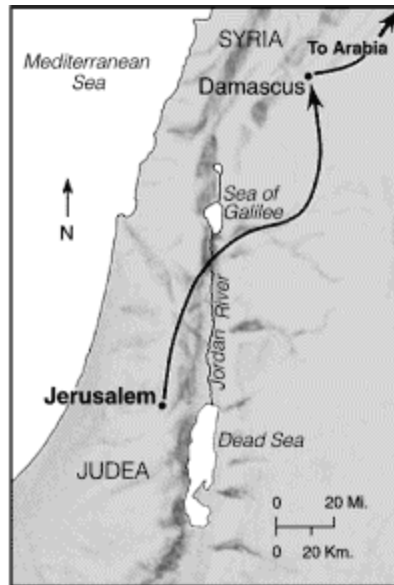 SYRIA
To Arabia
Mediterranean
Sea
Damascus
Sea of
Galilee
N
Jordan River
Jerusalem
Dead Sea
JUDEA
0 20 Mi.
0 20 Km.